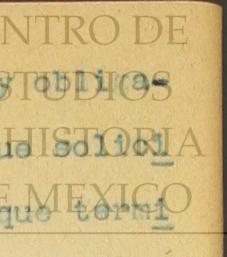 NTRO DE
y obliga-
STUDIOS
ue solici
HISTORIA
E MEXICO
que termi